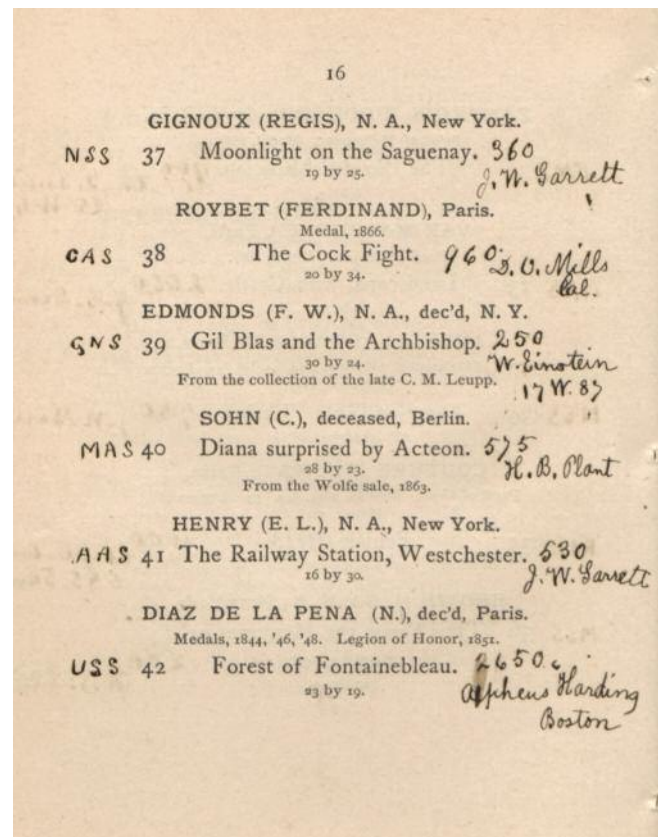 16
GIGNOUX (REGIS), N. A., New York.
NSS 37 Moonlight on the Saguenay. 360
19 by 25. J. W. Garrett
ROYBET (FERDINAND), Paris.
Medal, 1866.
CAS 38 The Cock Fight. 960 D. O. Mills
20 by 34. Cal.
EDMONDS (F. W.), N. A., dec'd, N. Y.
GNS 39 Gil Blas and the Archbishop. 250
30 by 24. W. Einstein
From the collection of the late C. M. Leupp. 17 W. 87
SOHN (C.), deceased, Berlin.
MAS 40 Diana surprised by Acteon. 575
28 by 23. H. B. Plant
From the Wolfe sale, 1863.
HENRY (E. L.), N. A., New York.
AAS 41 The Railway Station, Westchester. 530
16 by 30. J. W. Garrett
DIAZ DE LA PENA (N.), dec'd, Paris.
Medals, 1844, '46, '48. Legion of Honor, 1851.
USS 42 Forest of Fontainebleau. 2650
23 by 19. Alpheus Harding
Boston